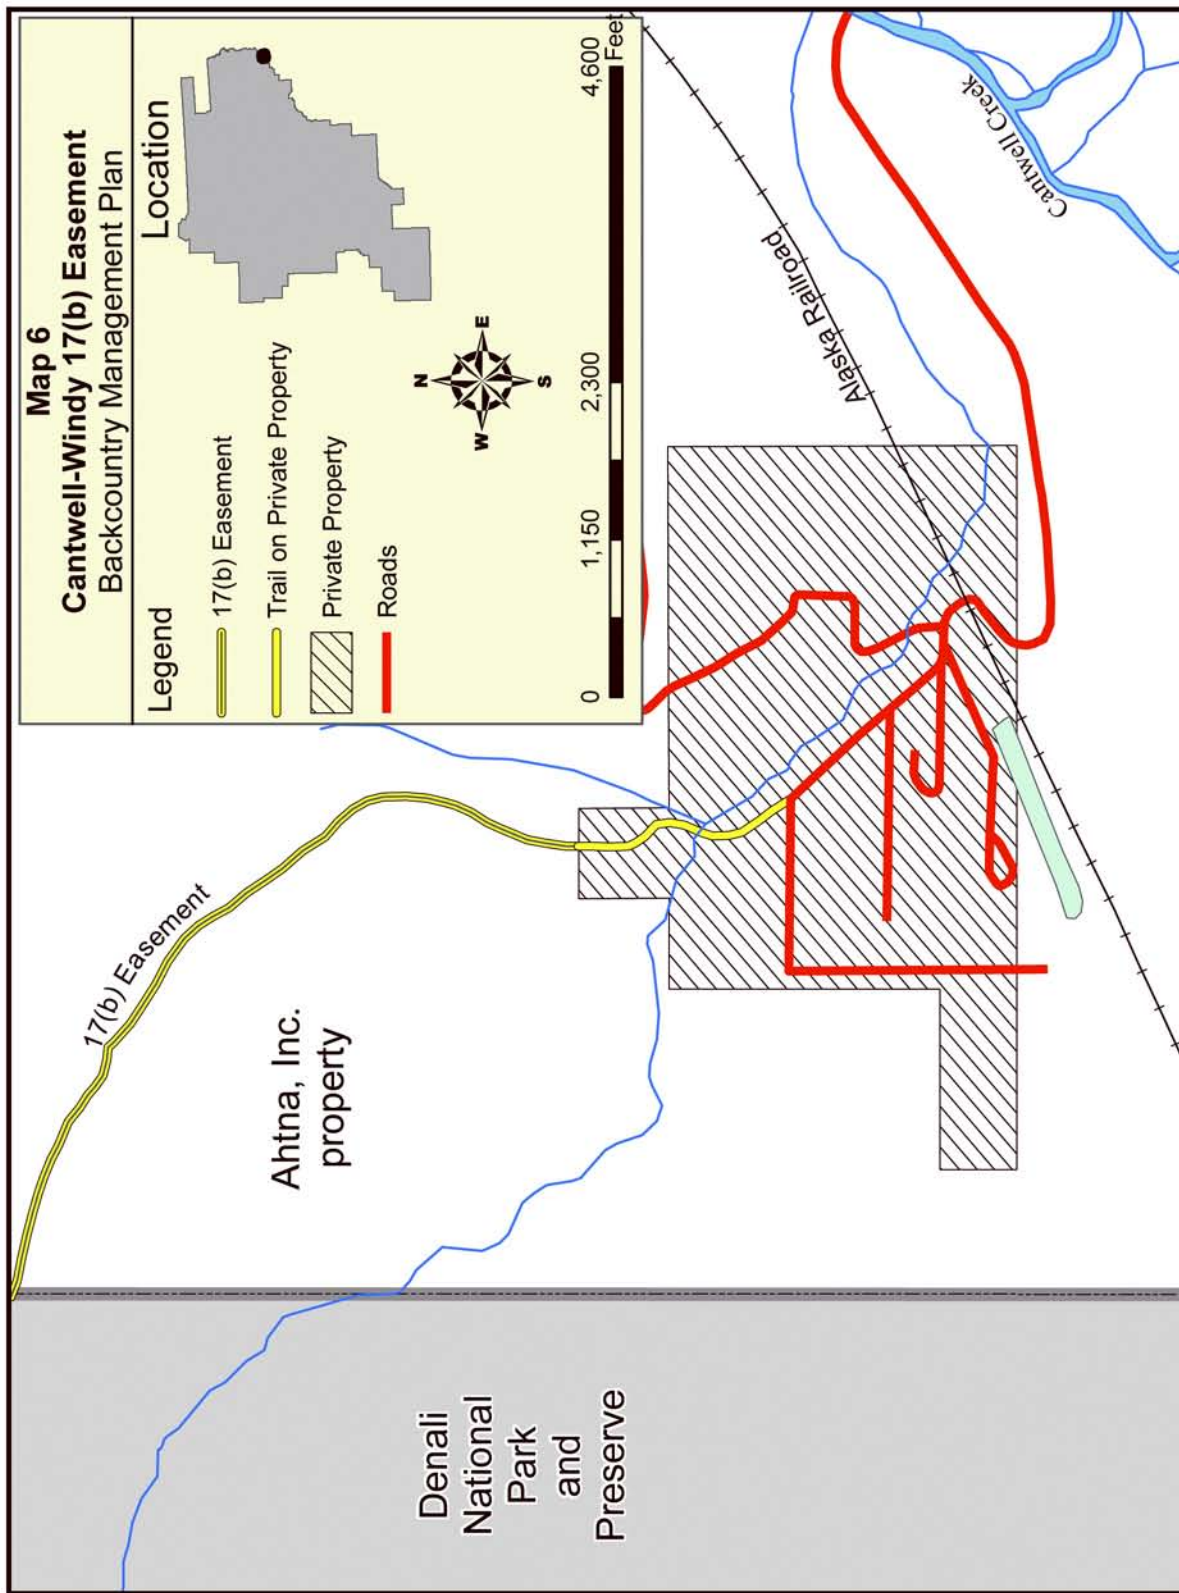 Map 6
Cantwell-Windy 17(b) Easement
Backcountry Management Plan
Legend
17(b) Easement
Trail on Private Property
Private Property
Roads
Location
N
W
E
S
0
1,150
2,300
4,600
Feet
17(b) Easement
Ahtna, Inc.
property
Denali
National
Park
and
Preserve
Alaska Railroad
Cantwell Creek